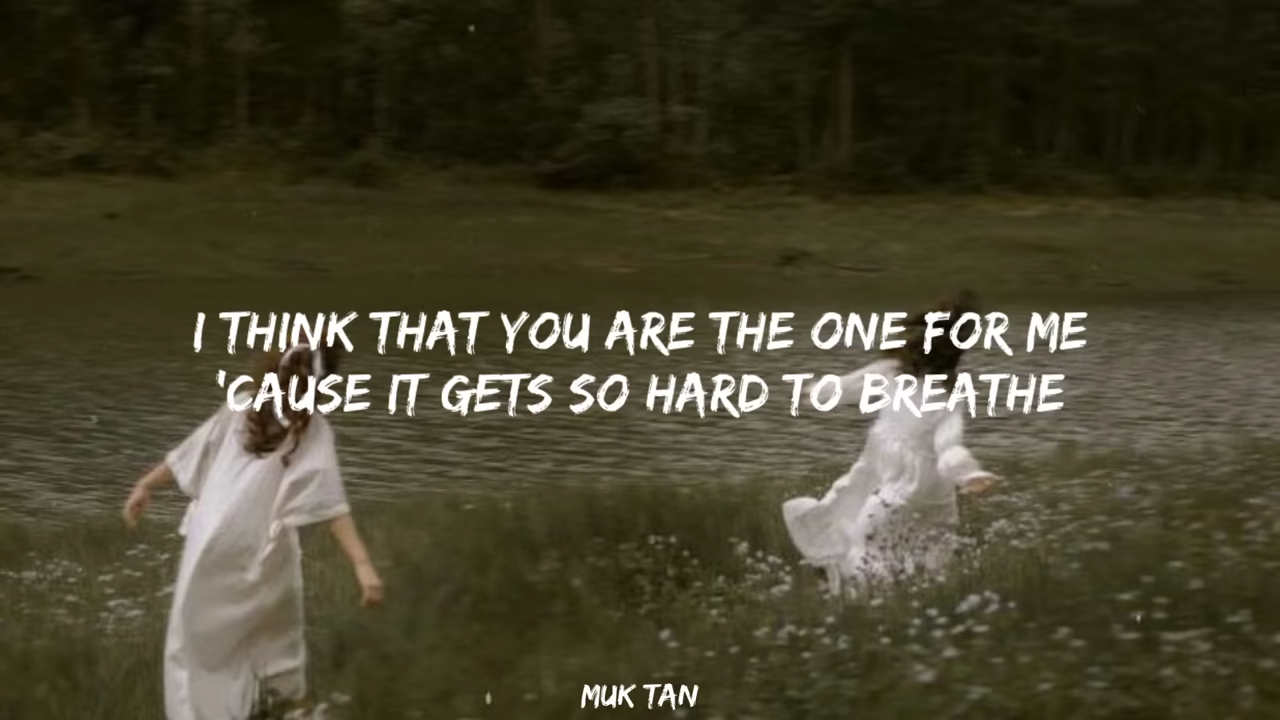 I THINK THAT YOU ARE THE ONE FOR ME
'CAUSE IT GETS SO HARD TO BREATHE
MUK TAN